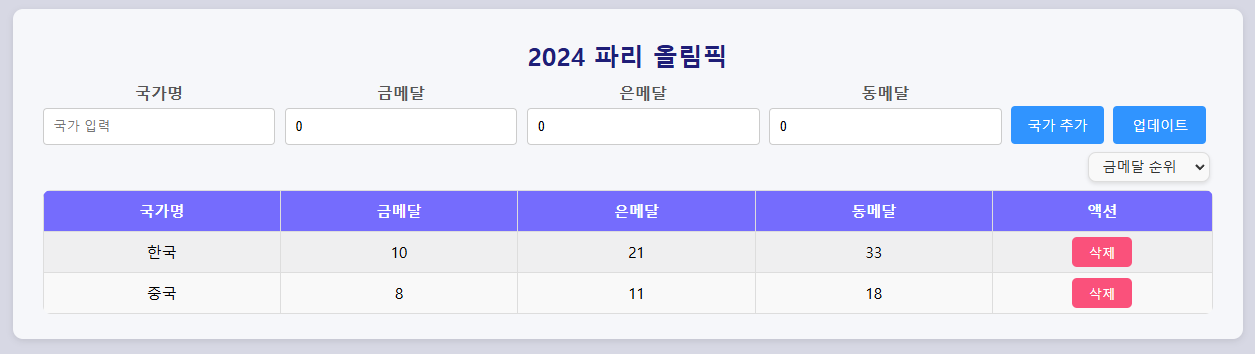 2024 파리 올림픽
국가명 금메달 은메달 동메달
국가 입력 0 0 0 국가 추가 업데이트
금메달 순위
국가명 금메달 은메달 동메달 액션
한국 10 21 33 삭제
중국 8 11 18 삭제